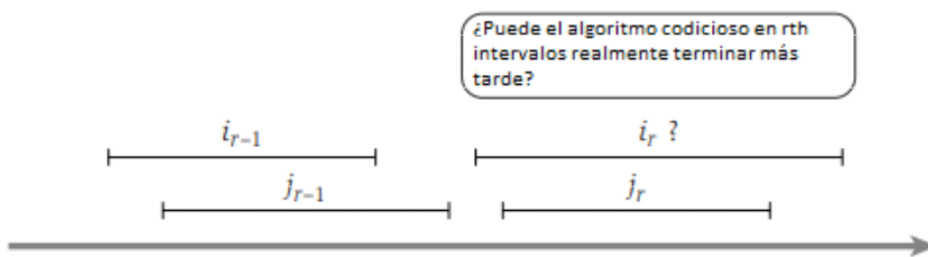 ¿Puede el algoritmo codicioso en rth
intervalos realmente terminar más
tarde?
i_{r−1}
i_r ?
j_{r−1}
j_r